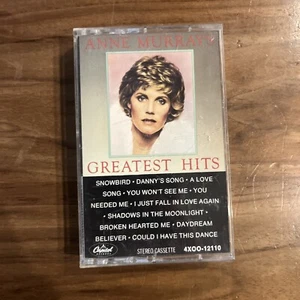 ANNE MURRAY
GREATEST HITS
SNOWBIRD • DANNY'S SONG • A LOVE
SONG • YOU WON'T SEE ME • YOU
NEEDED ME • I JUST FALL IN LOVE AGAIN
• SHADOWS IN THE MOONLIGHT •
BROKEN HEARTED ME • DAYDREAM
BELIEVER • COULD I HAVE THIS DANCE
Capitol
STEREO CASSETTE
4XOO-12110